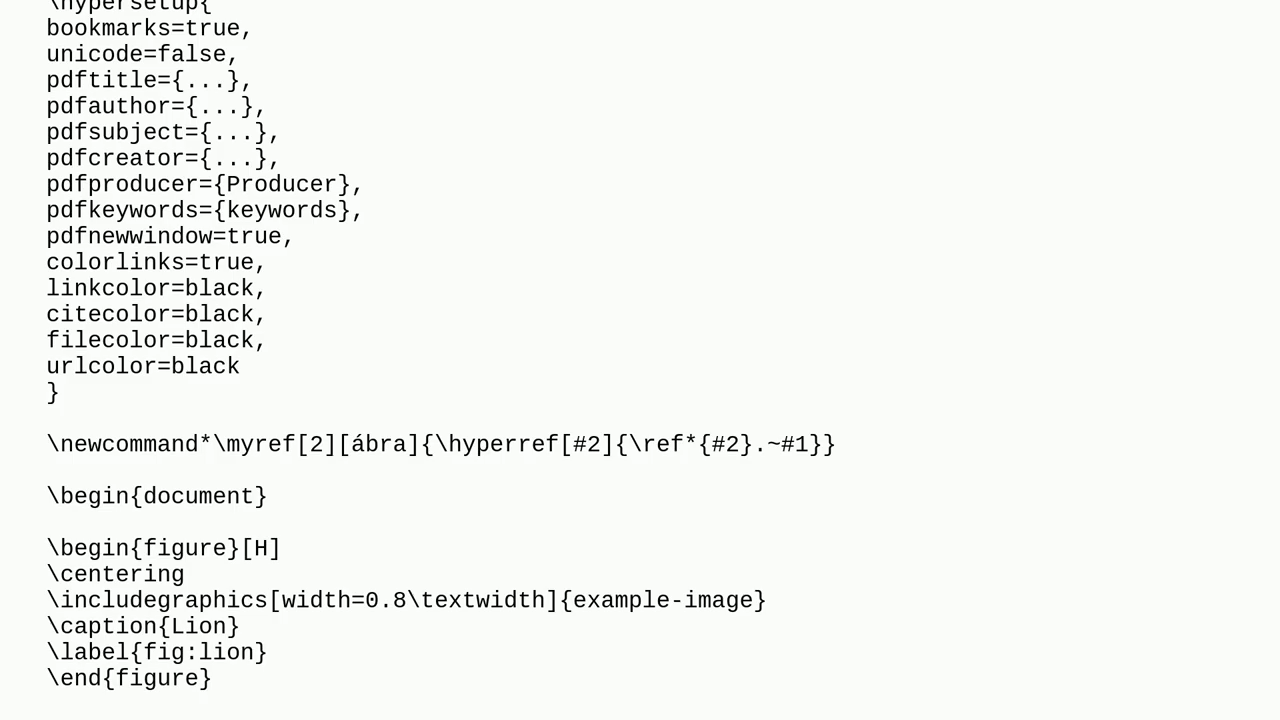 \hypersetup{
bookmarks=true,
unicode=false,
pdftitle={...},
pdfauthor={...},
pdfsubject={...},
pdfcreator={...},
pdfproducer={Producer},
pdfkeywords={keywords},
pdfnewwindow=true,
colorlinks=true,
linkcolor=black,
citecolor=black,
filecolor=black,
urlcolor=black
}
\newcommand*\myref[2][ábra]{\hyperref[#2]{\ref*{#2}.~#1}}
\begin{document}
\begin{figure}[H]
\centering
\includegraphics[width=0.8\textwidth]{example-image}
\caption{Lion}
\label{fig:lion}
\end{figure}